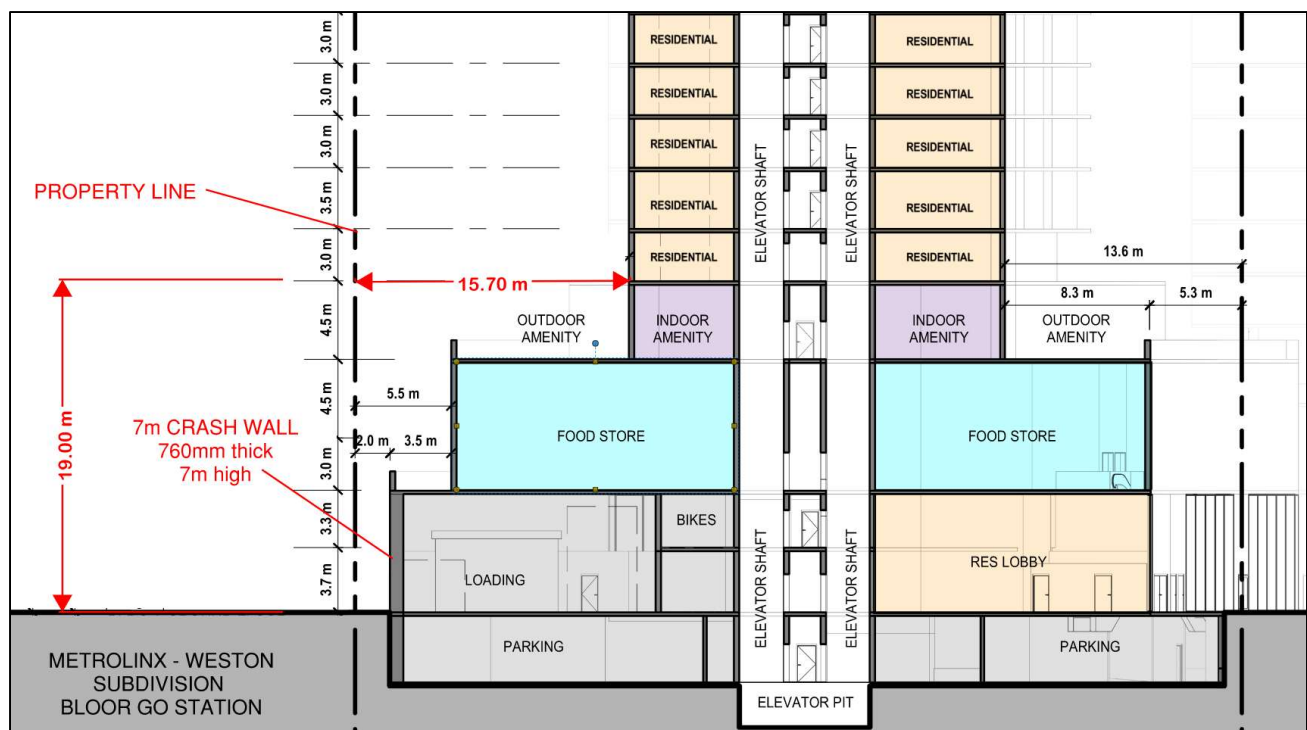 3.0 m
RESIDENTIAL
RESIDENTIAL
3.0 m
RESIDENTIAL
RESIDENTIAL
3.0 m
RESIDENTIAL
RESIDENTIAL
ELEVATOR SHAFT
ELEVATOR SHAFT
PROPERTY LINE
3.5 m
RESIDENTIAL
RESIDENTIAL
3.0 m
RESIDENTIAL
RESIDENTIAL
13.6 m
15.70 m
8.3 m
5.3 m
4.5 m
OUTDOOR
AMENITY
INDOOR
AMENITY
INDOOR
AMENITY
OUTDOOR
AMENITY
19.00 m
4.5 m
5.5 m
7m CRASH WALL
760mm thick
7m high
2.0 m
3.5 m
FOOD STORE
FOOD STORE
3.0 m
3.3 m
BIKES
ELEVATOR SHAFT
ELEVATOR SHAFT
RES LOBBY
3.7 m
LOADING
PARKING
PARKING
METROLINX - WESTON
SUBDIVISION
BLOOR GO STATION
ELEVATOR PIT